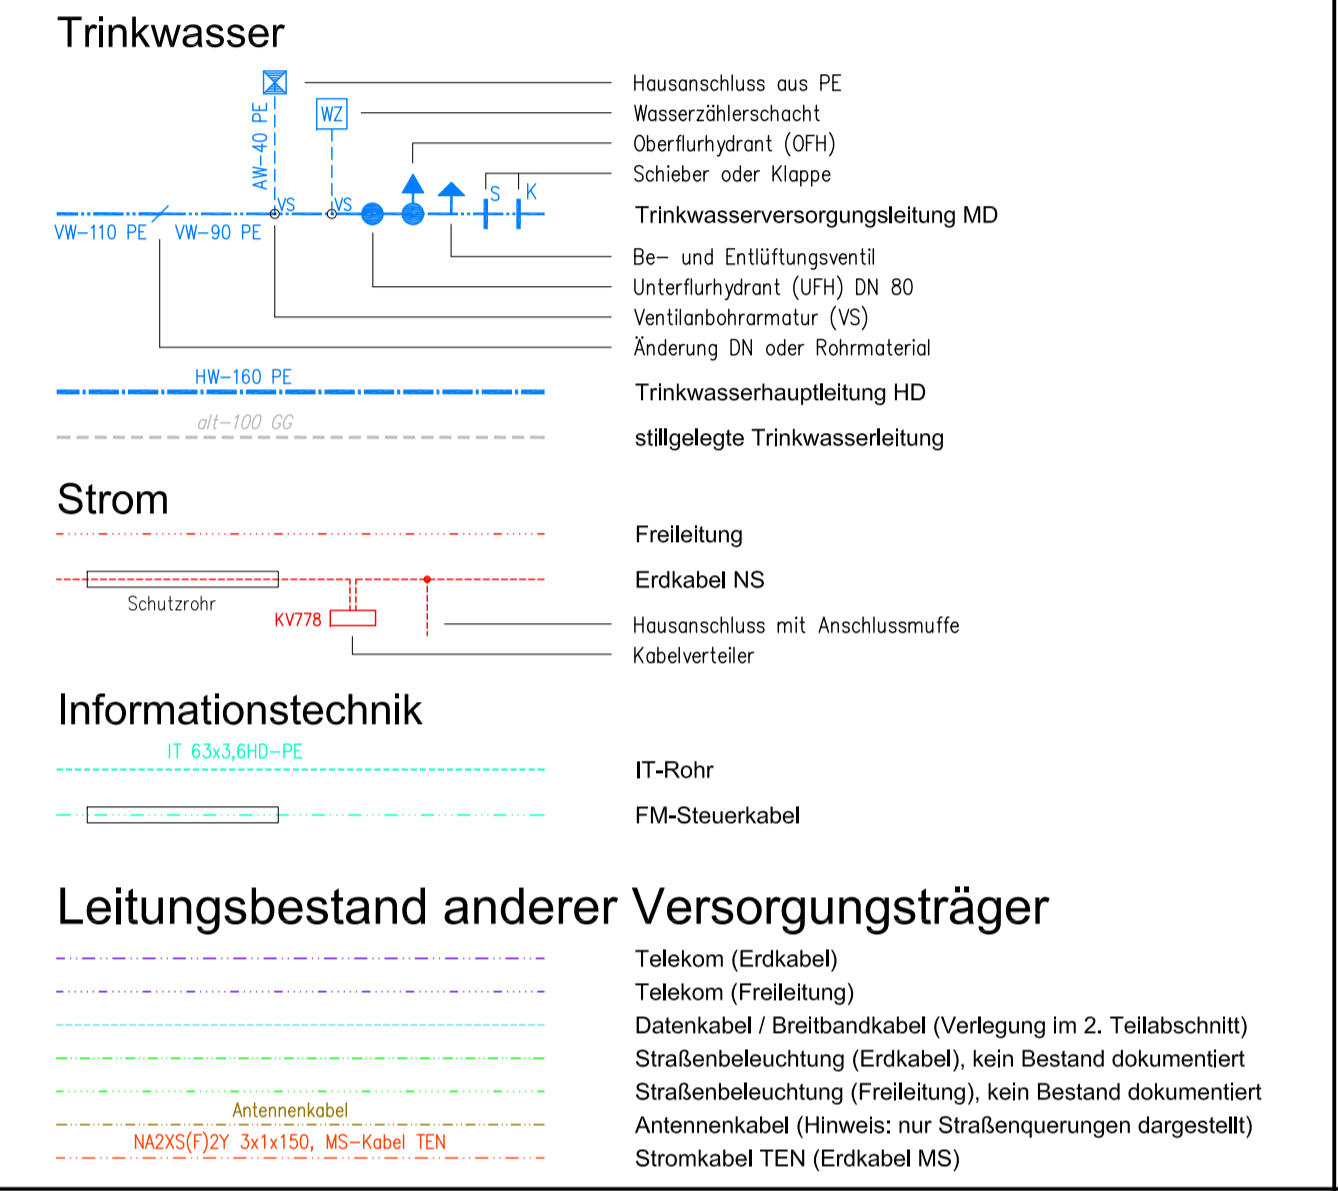 Trinkwasser
Hausanschluss aus PE
AW-40 PE
WZ
Wasserzählerschacht
Oberflurhydrant (OFH)
Schieber oder Klappe
VS
VS
S
K
Trinkwasserversorgungsleitung MD
VW-110 PE
VW-90 PE
Be- und Entlüftungsventil
Unterflurhydrant (UFH) DN 80
Ventilanbohrarmatur (VS)
Änderung DN oder Rohrmaterial
HW-160 PE
Trinkwasserhauptleitung HD
alt-100 GG
stillgelegte Trinkwasserleitung
Strom
Freileitung
Erdkabel NS
Schutzrohr
KV778
Hausanschluss mit Anschlussmuffe
Kabelverteiler
Informationstechnik
IT 63x3,6HD-PE
IT-Rohr
FM-Steuerkabel
Leitungsbestand anderer Versorgungsträger
Telekom (Erdkabel)
Telekom (Freileitung)
Datenkabel / Breitbandkabel (Verlegung im 2. Teilabschnitt)
Straßenbeleuchtung (Erdkabel), kein Bestand dokumentiert
Straßenbeleuchtung (Freileitung), kein Bestand dokumentiert
Antennenkabel
Antennenkabel (Hinweis: nur Straßenquerungen dargestellt)
NA2XS(F)2Y 3x1x150, MS-Kabel TEN
Stromkabel TEN (Erdkabel MS)